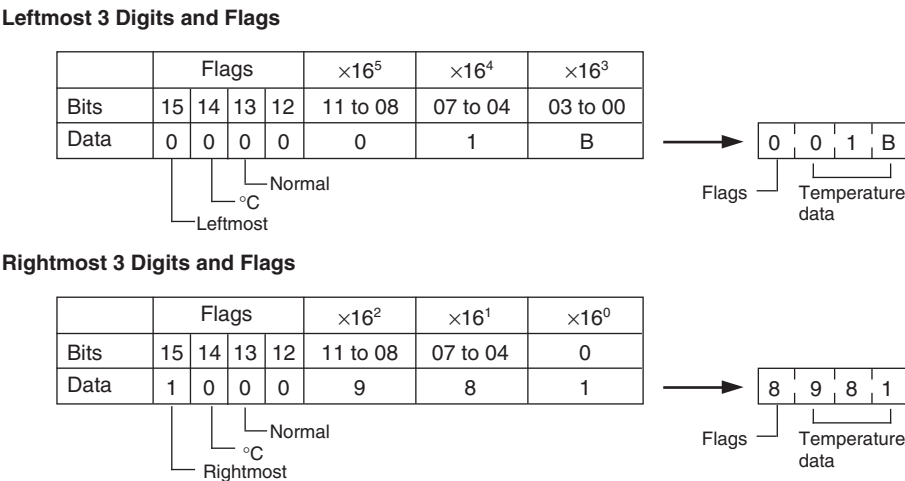 Leftmost 3 Digits and Flags
Flags ×16⁵ ×16⁴ ×16³
Bits 15 14 13 12 11 to 08 07 to 04 03 to 00
Data 0 0 0 0 0 1 B
0 0 1 B
Normal
°C
Leftmost
Flags
Temperature
data
Rightmost 3 Digits and Flags
Flags ×16² ×16¹ ×16⁰
Bits 15 14 13 12 11 to 08 07 to 04 0
Data 1 0 0 0 9 8 1
8 9 8 1
Normal
°C
Rightmost
Flags
Temperature
data